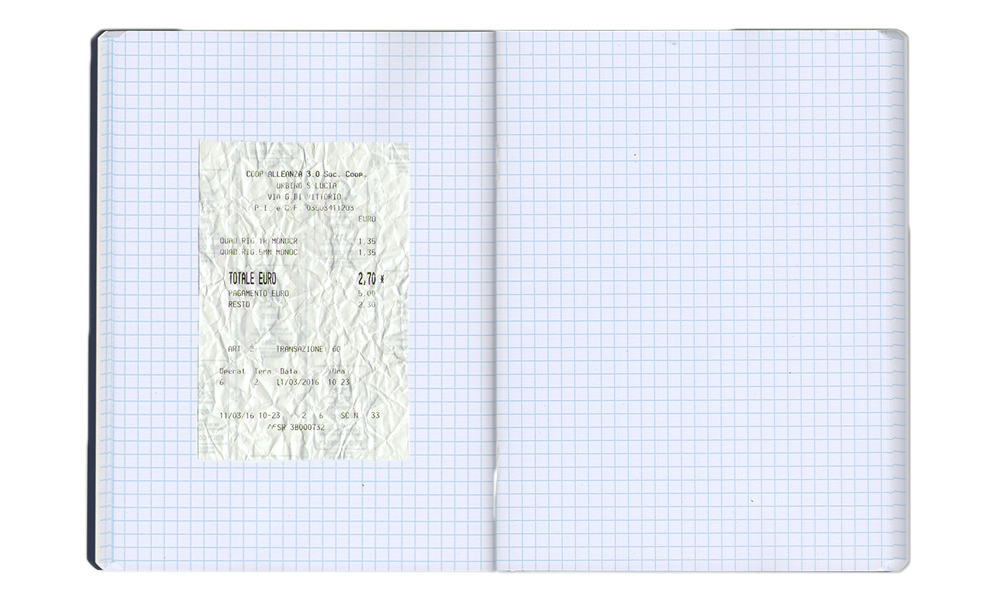 COOP ALLEANZA 3.0 Soc. Coop.
URBINO S LUCIA
VIA G DI VITTORIO
P.I. e C.F. 03503411203
EURO
QUAD RIG 1R MONOCR 1,35
QUAD RIG 5MM MONOC 1,35
TOTALE EURO 2,70 *
PAGAMENTO EURO 5,00
RESTO 2,30
ART 2 TRANSAZIONE 60
Operat Term Data Ora
6 2 11/03/2016 10 23
11/03/16 10-23 2 6 SC.N 33
38000732